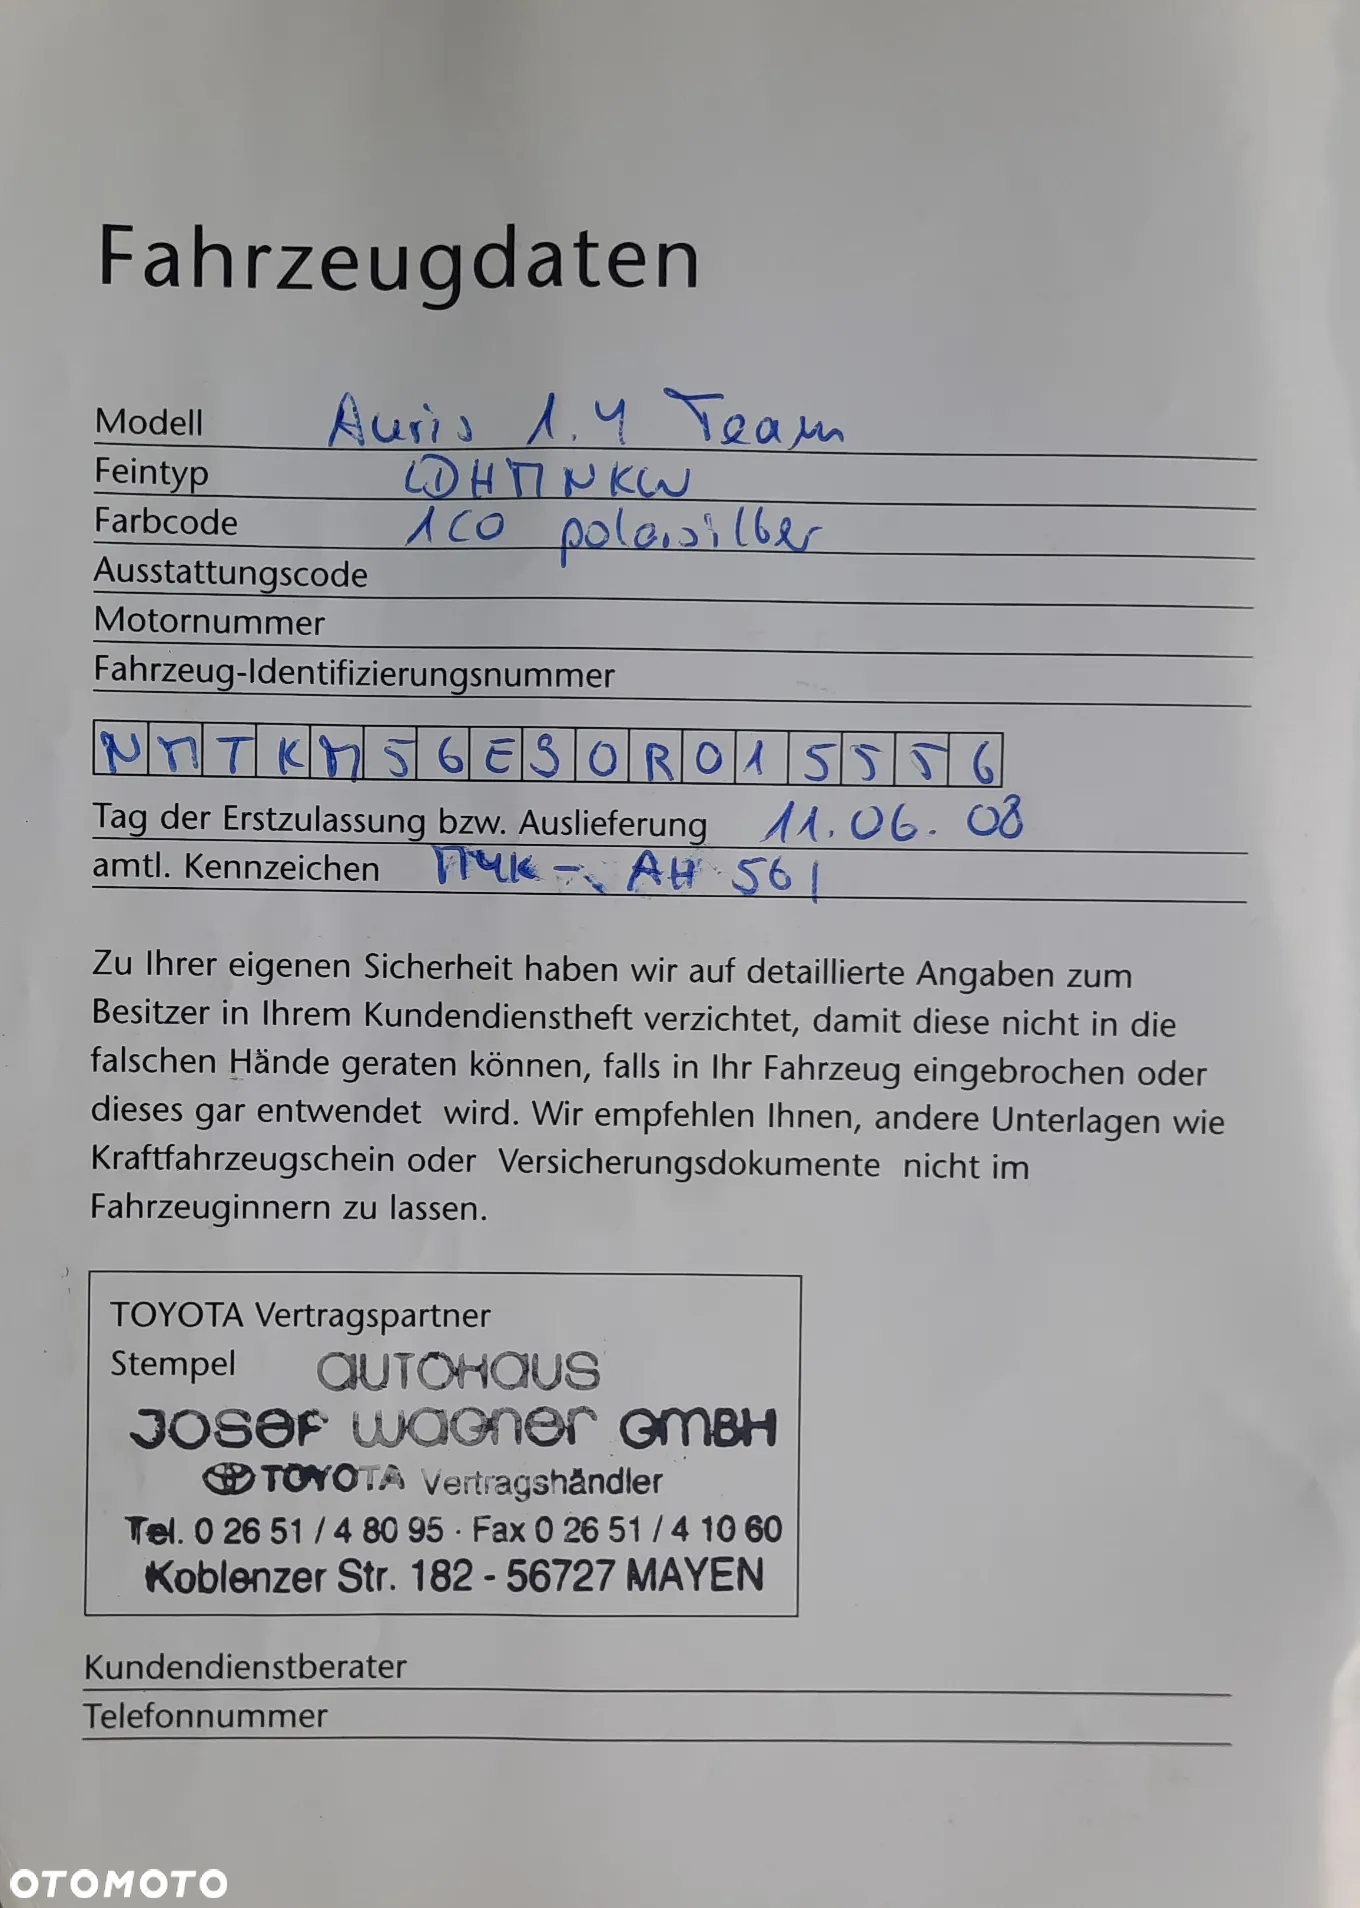 Fahrzeugdaten
Modell Auris 1.4 Team
Feintyp LDHMNKW
Farbcode 1C0 polarsilber
Ausstattungscode
Motornummer
Fahrzeug-Identifizierungsnummer
NMTKM56ES0R015556
Tag der Erstzulassung bzw. Auslieferung 11.06.08
amtl. Kennzeichen MYK - AH 561
Zu Ihrer eigenen Sicherheit haben wir auf detaillierte Angaben zum
Besitzer in Ihrem Kundendienstheft verzichtet, damit diese nicht in die
falschen Hände geraten können, falls in Ihr Fahrzeug eingebrochen oder
dieses gar entwendet wird. Wir empfehlen Ihnen, andere Unterlagen wie
Kraftfahrzeugschein oder Versicherungsdokumente nicht im
Fahrzeuginnern zu lassen.
TOYOTA Vertragspartner
Stempel AUTOHAUS
JOSEF WAGNER GMBH
TOYOTA Vertragshändler
Tel. 0 26 51 / 4 80 95 · Fax 0 26 51 / 4 10 60
Koblenzer Str. 182 - 56727 MAYEN
Kundendienstberater
Telefonnummer
OTOMOTO